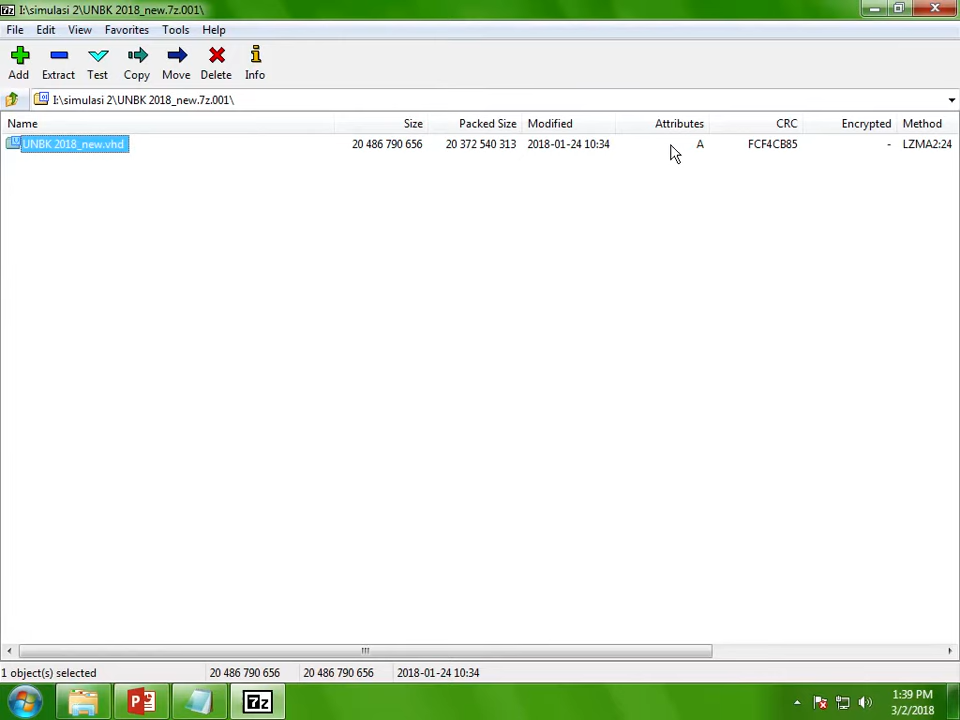 7z I:\simulasi 2\UNBK 2018_new.7z.001\
File Edit View Favorites Tools Help
Add Extract Test Copy Move Delete Info
I:\simulasi 2\UNBK 2018_new.7z.001\
Name Size Packed Size Modified Attributes CRC Encrypted Method
UNBK 2018_new.vhd 20 486 790 656 20 372 540 313 2018-01-24 10:34 A FCF4CB85 - LZMA2:24
1 object(s) selected 20 486 790 656 20 486 790 656 2018-01-24 10:34
7z 1:39 PM
3/2/2018